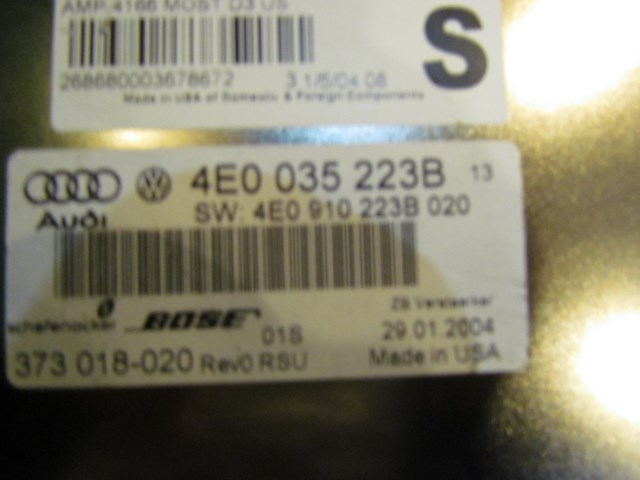 AMP.4166 MOST D3 US
268680003678672 3 1/5/04 08
Made in USA of Domestic & Foreign Components
S
4E0 035 223B 13
Audi
SW: 4E0 910 223B 020
BOSE
01S
29.01.2004
373 018-020 Rev0 RSU
Made in USA